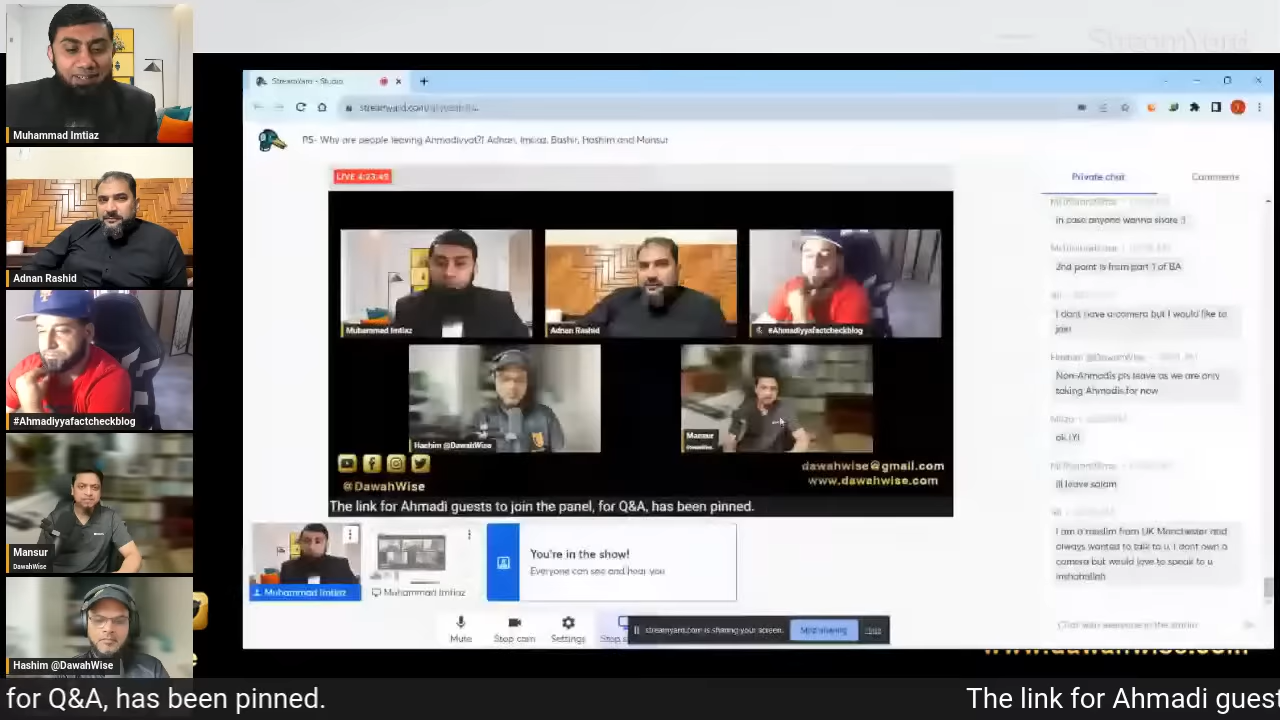 StreamYard
Muhammad Imtiaz
Adnan Rashid
#Ahmadiyyafactcheckblog
Mansur
DawahWise
Hashim @DawahWise
StreamYard - Studio
P5- Why are people leaving Ahmadiyyat?! Adnan, Imtiaz, Bashir, Hashim and Mansur
LIVE 4:23:49
Muhammad Imtiaz
Adnan Rashid
#Ahmadiyyafactcheckblog
Hashim @DawahWise
Mansur
DawahWise
@DawahWise
dawahwise@gmail.com
www.dawahwise.com
The link for Ahmadi guests to join the panel, for Q&A, has been pinned.
Muhammad Imtiaz
Muhammad Imtiaz
You're in the show!
Everyone can see and hear you
Mute
Stop cam
Settings
Stop
streamyard.com is sharing your screen.
Stop sharing
Hide
Private chat
Comments
in case anyone wanna share :)
2nd point is from part 1 of BA
I dont have a camera but I would like to
join
Hashim @DawahWise
Non-Ahmadis pls leave as we are only
taking Ahmadis for now
ill leave salam
I am a muslim from UK Manchester and
always wanted to talk to u. I dont own a
camera but would love to speak to u
inshahallah
www.dawahwise.com
for Q&A, has been pinned.
The link for Ahmadi guest